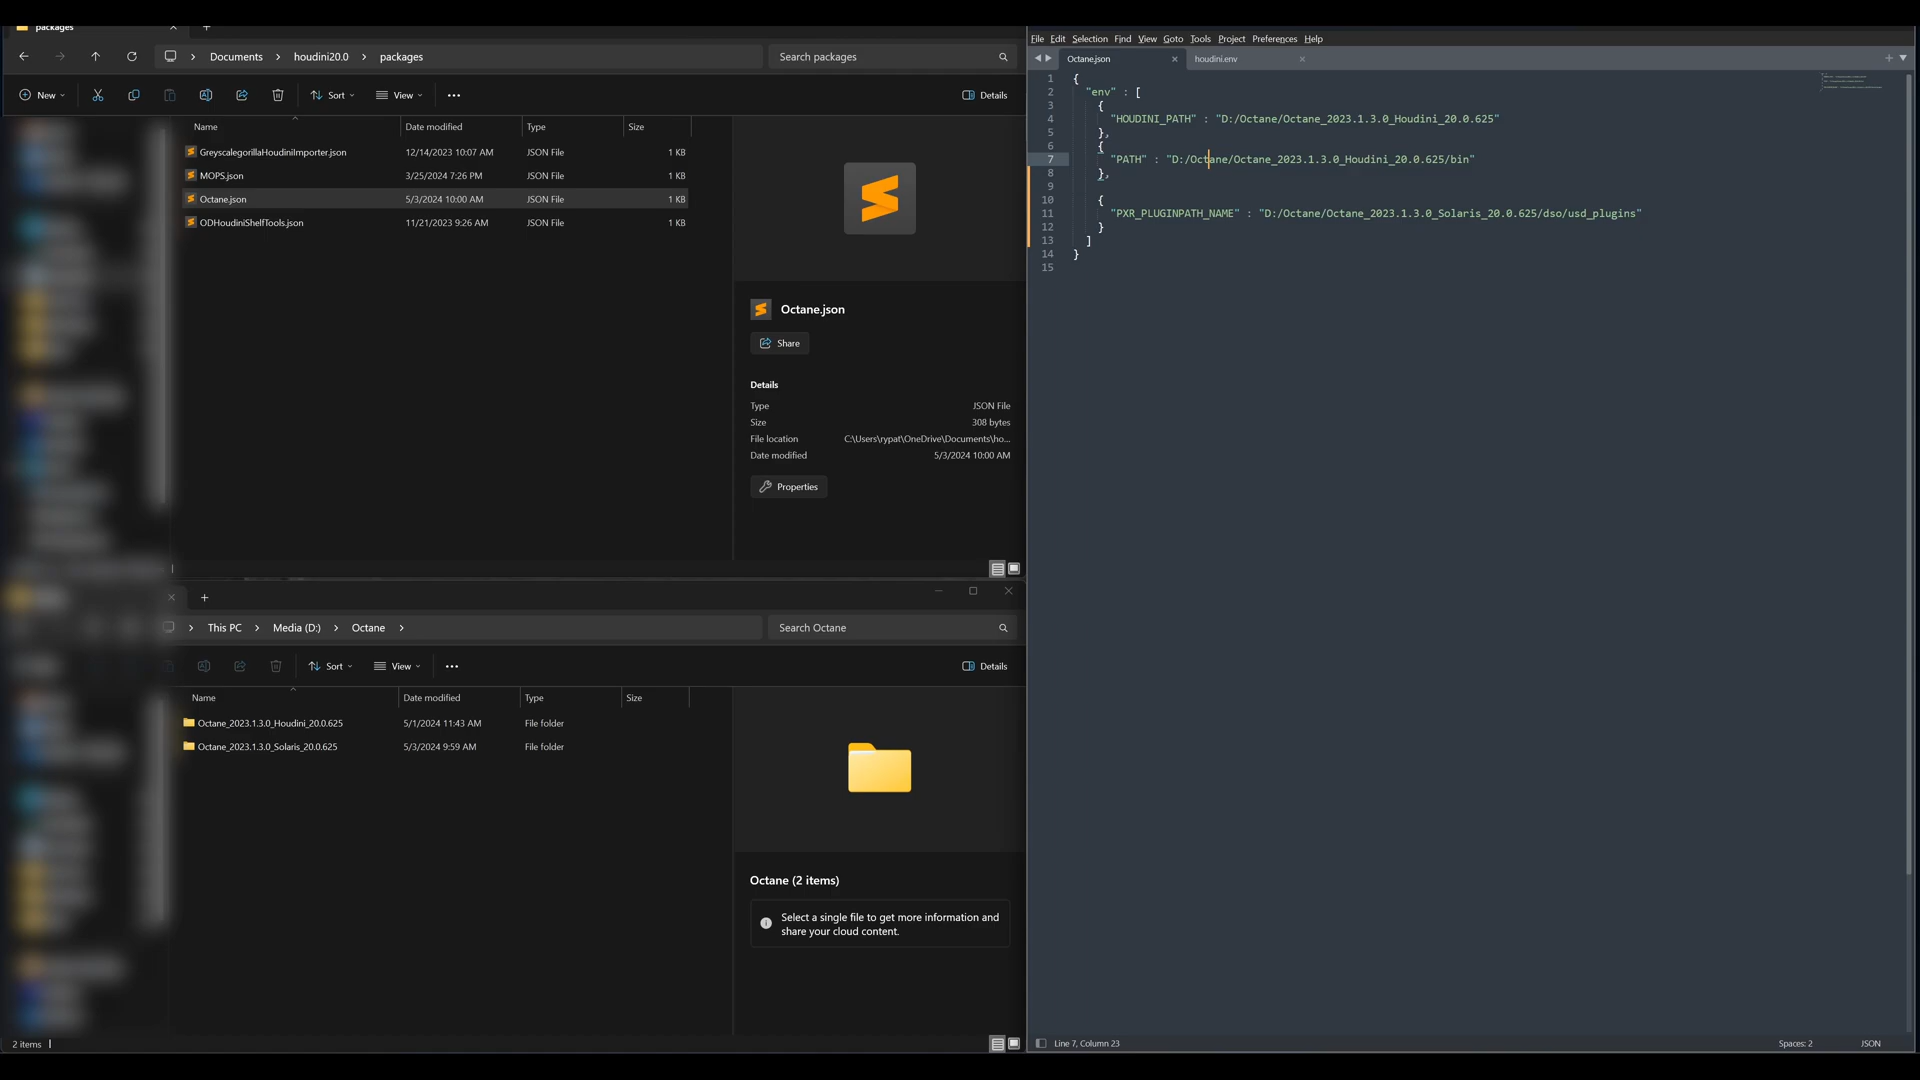 packages
Documents > houdini20.0 > packages
Search packages
New
Sort
View
Details
Name Date modified Type Size
GreyscalegorillaHoudiniImporter.json 12/14/2023 10:07 AM JSON File 1 KB
MOPS.json 3/25/2024 7:26 PM JSON File 1 KB
Octane.json 5/3/2024 10:00 AM JSON File 1 KB
ODHoudiniShelfTools.json 11/21/2023 9:26 AM JSON File 1 KB
Octane.json
Share
Details
Type JSON File
Size 308 bytes
File location C:\Users\rypat\OneDrive\Documents\ho...
Date modified 5/3/2024 10:00 AM
Properties
This PC > Media (D:) > Octane >
Search Octane
Sort
View
Details
Name Date modified Type Size
Octane_2023.1.3.0_Houdini_20.0.625 5/1/2024 11:43 AM File folder
Octane_2023.1.3.0_Solaris_20.0.625 5/3/2024 9:59 AM File folder
Octane (2 items)
Select a single file to get more information and
share your cloud content.
2 items
File Edit Selection Find View Goto Tools Project Preferences Help
Octane.json
houdini.env
1 {
2 "env" : [
3 {
4 "HOUDINI_PATH" : "D:/Octane/Octane_2023.1.3.0_Houdini_20.0.625"
5 },
6 {
7 "PATH" : "D:/Octane/Octane_2023.1.3.0_Houdini_20.0.625/bin"
8 },
9
10 {
11 "PXR_PLUGINPATH_NAME" : "D:/Octane/Octane_2023.1.3.0_Solaris_20.0.625/dso/usd_plugins"
12 }
13 ]
14 }
15
Line 7, Column 23
Spaces: 2
JSON